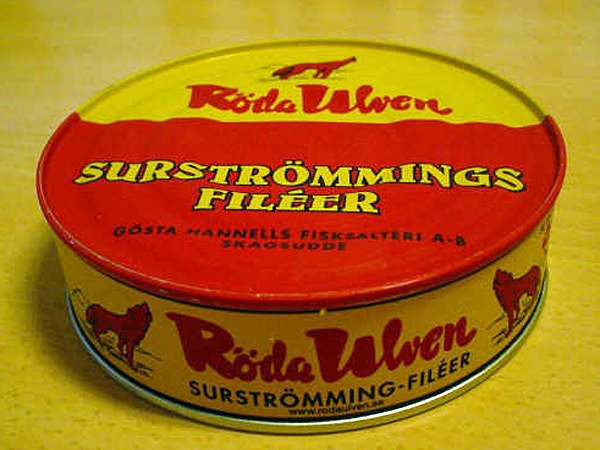 Röda Ulven
SURSTRÖMMINGS
FILÉER
GÖSTA HANNELLS FISKSALTERI A-B
SKAGSUDDE
Röda Ulven
SURSTRÖMMING-FILÉER
www.rodaulven.se